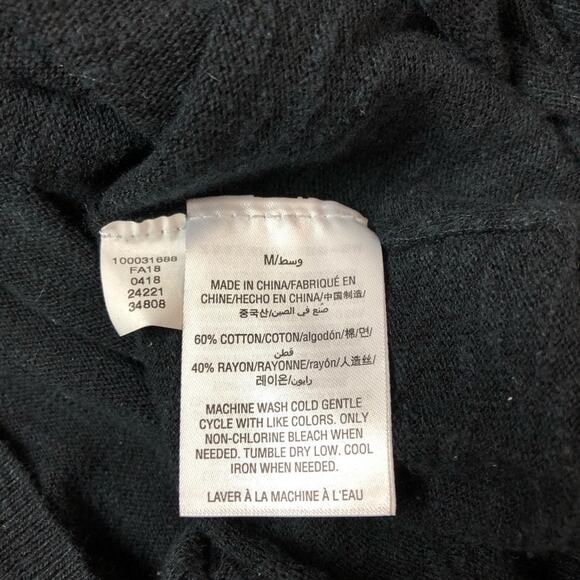 100031688
FA18
0418
24221
34808
M/وسط
MADE IN CHINA/FABRIQUÉ EN
CHINE/HECHO EN CHINA/中国制造/
중국산/صنع في الصين/
60% COTTON/COTON/algodón/棉/면/
قطن
40% RAYON/RAYONNE/rayón/人造丝/
레이온/رايون/
MACHINE WASH COLD GENTLE
CYCLE WITH LIKE COLORS. ONLY
NON-CHLORINE BLEACH WHEN
NEEDED. TUMBLE DRY LOW. COOL
IRON WHEN NEEDED.
LAVER À LA MACHINE À L'EAU